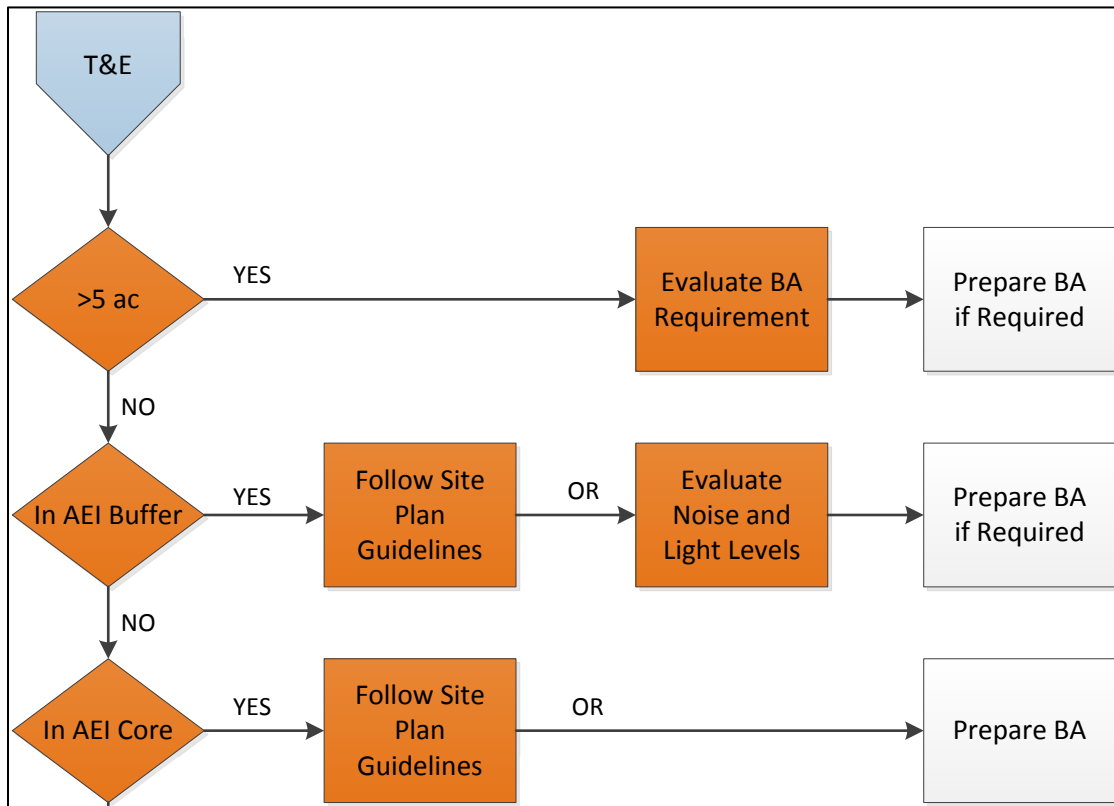 T&E
>5 ac
YES
Evaluate BA
Requirement
Prepare BA
if Required
NO
In AEI Buffer
YES
Follow Site
Plan
Guidelines
OR
Evaluate
Noise and
Light Levels
Prepare BA
if Required
NO
In AEI Core
YES
Follow Site
Plan
Guidelines
OR
Prepare BA